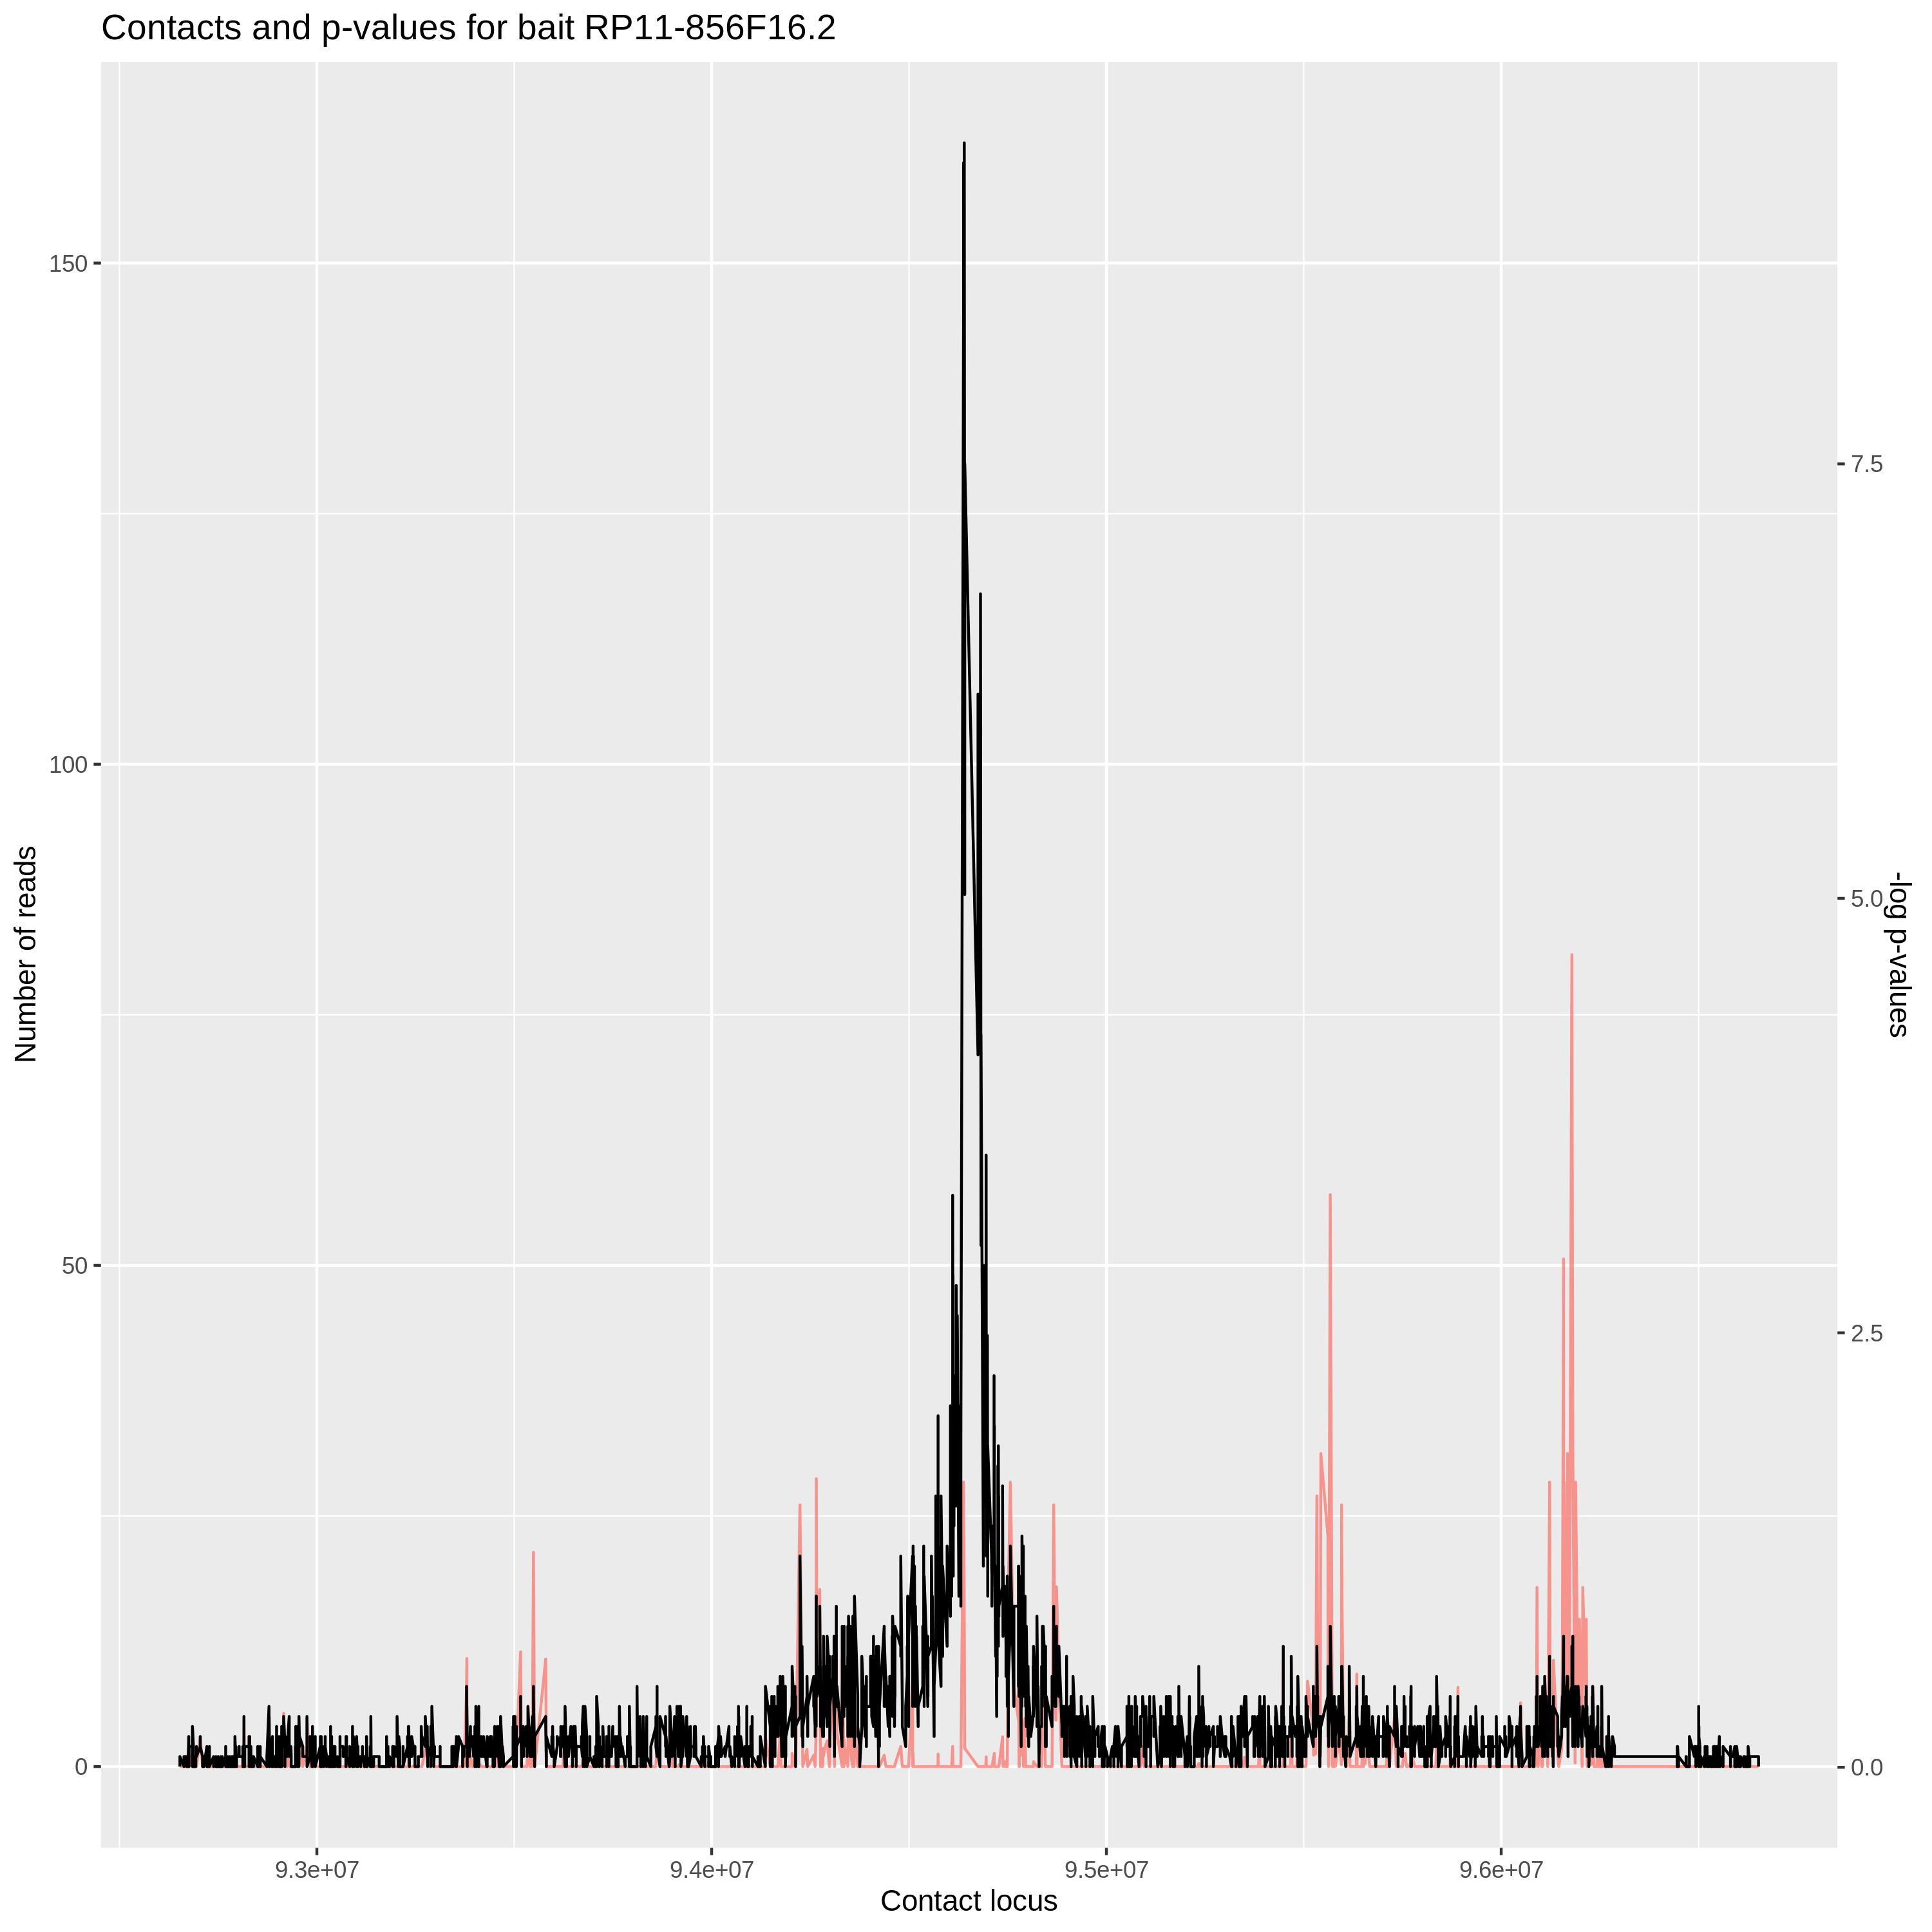 Contacts and p-values for bait RP11-856F16.2
150
100
50
0
Number of reads
7.5
5.0
2.5
0.0
-log p-values
9.3e+07
9.4e+07
9.5e+07
9.6e+07
Contact locus